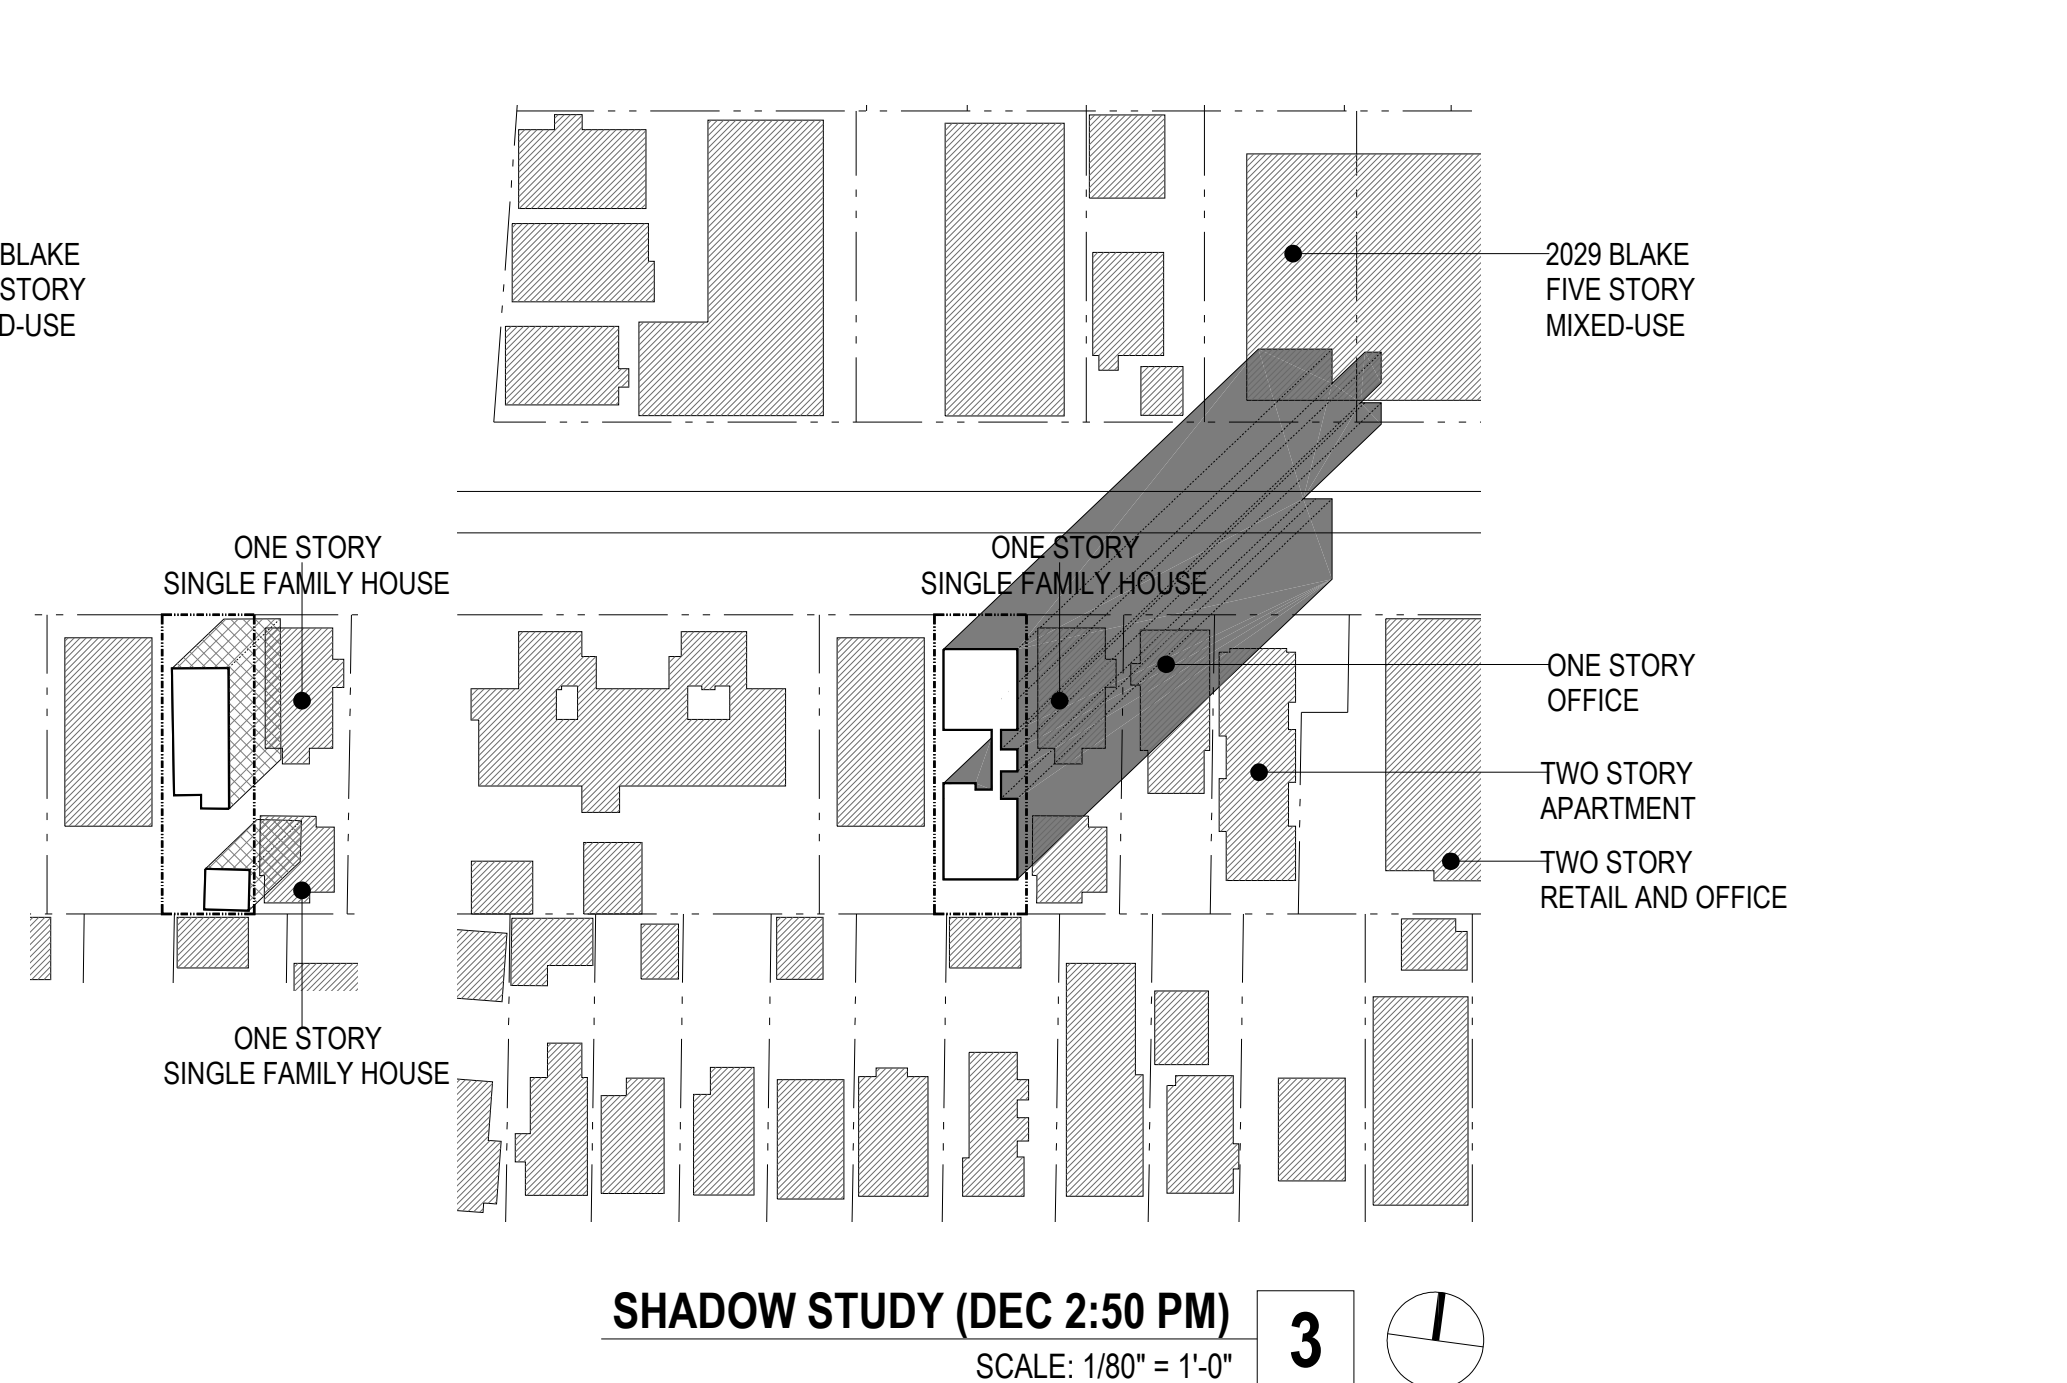 BLAKE
STORY
D-USE
2029 BLAKE
FIVE STORY
MIXED-USE
ONE STORY
SINGLE FAMILY HOUSE
ONE STORY
SINGLE FAMILY HOUSE
ONE STORY
OFFICE
TWO STORY
APARTMENT
TWO STORY
RETAIL AND OFFICE
ONE STORY
SINGLE FAMILY HOUSE
SHADOW STUDY (DEC 2:50 PM)
3
SCALE: 1/80" = 1'-0"